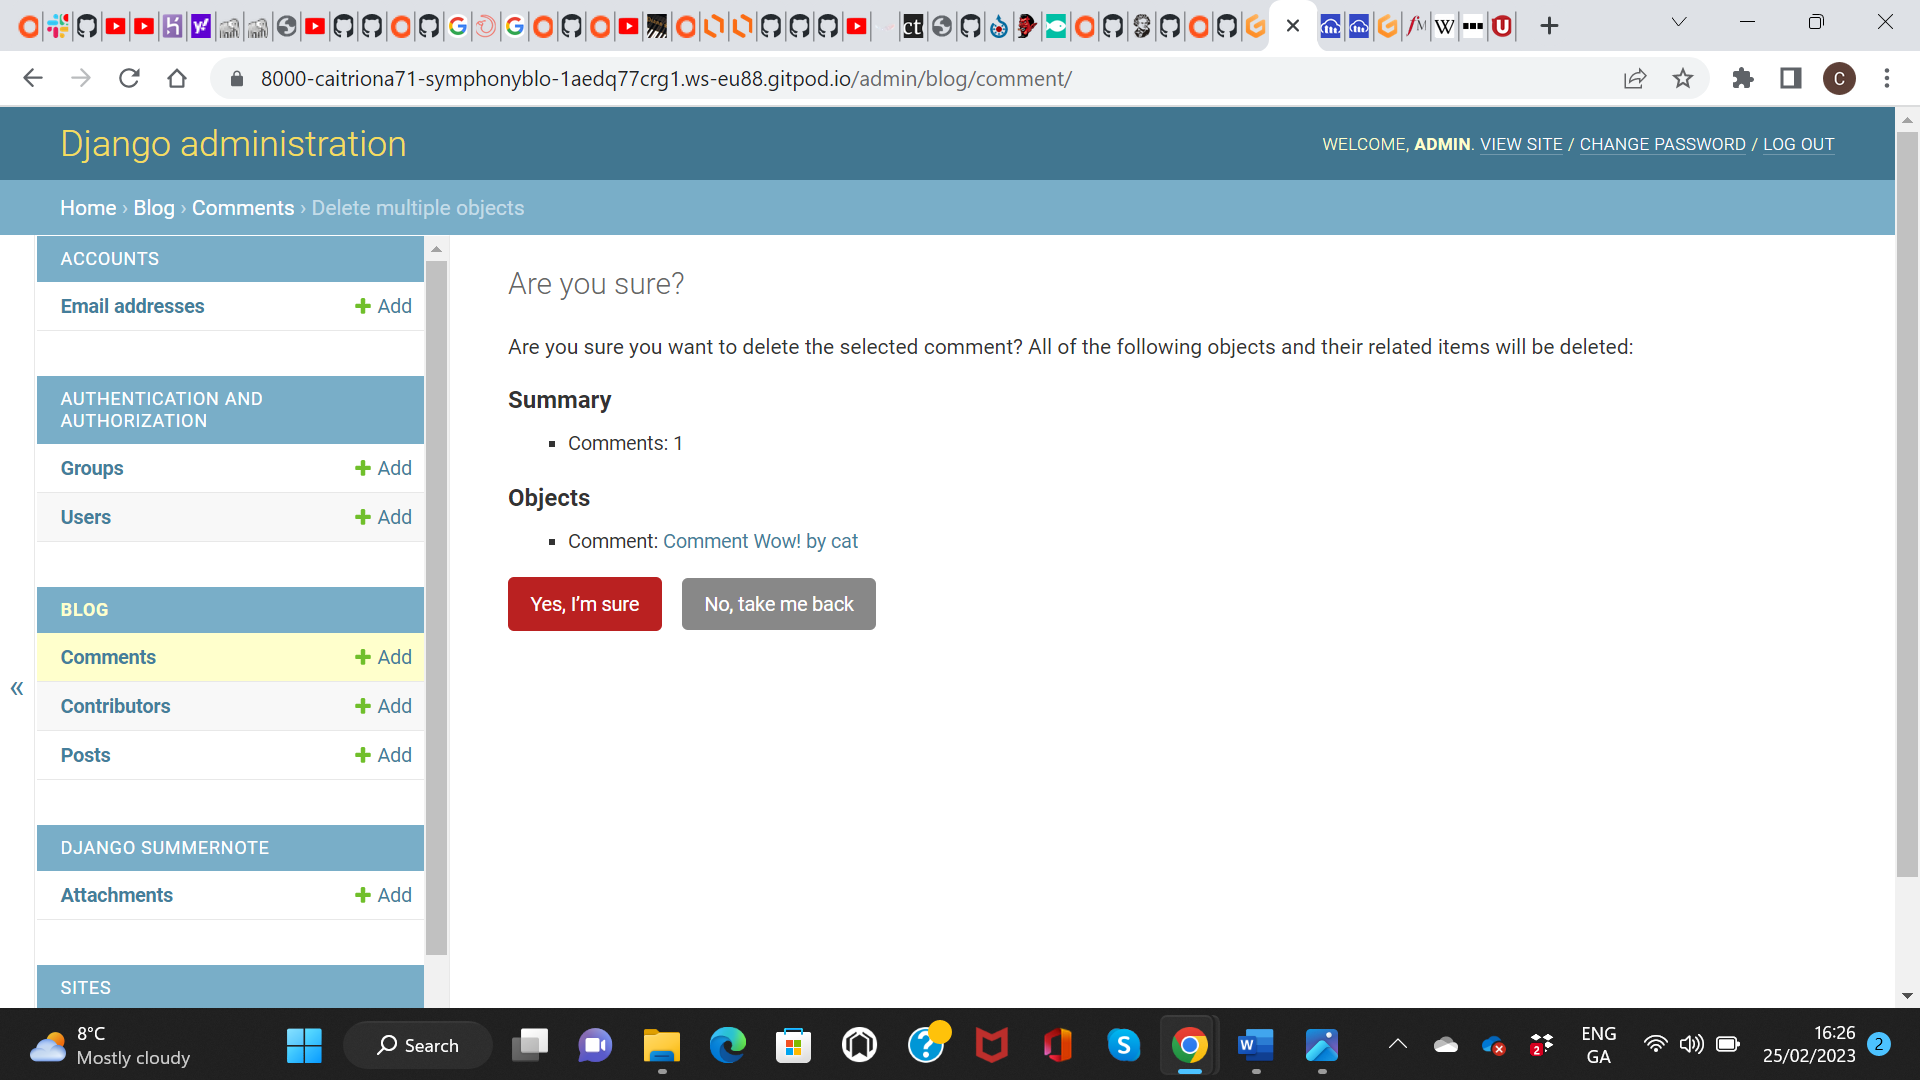 8000-caitriona71-symphonyblo-1aedq77crg1.ws-eu88.gitpod.io/admin/blog/comment/
C
Django administration
WELCOME, ADMIN. VIEW SITE / CHANGE PASSWORD / LOG OUT
Home › Blog › Comments › Delete multiple objects
ACCOUNTS
Email addresses + Add
AUTHENTICATION AND
AUTHORIZATION
Groups + Add
Users + Add
BLOG
Comments + Add
Contributors + Add
Posts + Add
DJANGO SUMMERNOTE
Attachments + Add
SITES
«
Are you sure?
Are you sure you want to delete the selected comment? All of the following objects and their related items will be deleted:
Summary
Comments: 1
Objects
Comment: Comment Wow! by cat
Yes, I’m sure
No, take me back
8°C
Mostly cloudy
Search
ENG
GA
16:26
25/02/2023
2